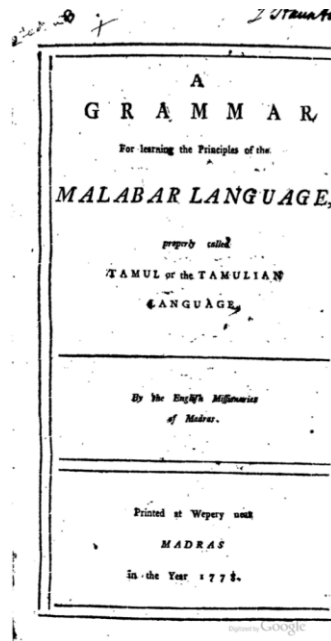 A
GRAMMAR
For learning the Principles of the
MALABAR LANGUAGE,
properly called
TAMUL or the TAMULIAN
LANGUAGE,
By the English Missionaries
of Madras.
Printed at Wepery near
MADRAS
in the Year 1778.
Digitized by Google